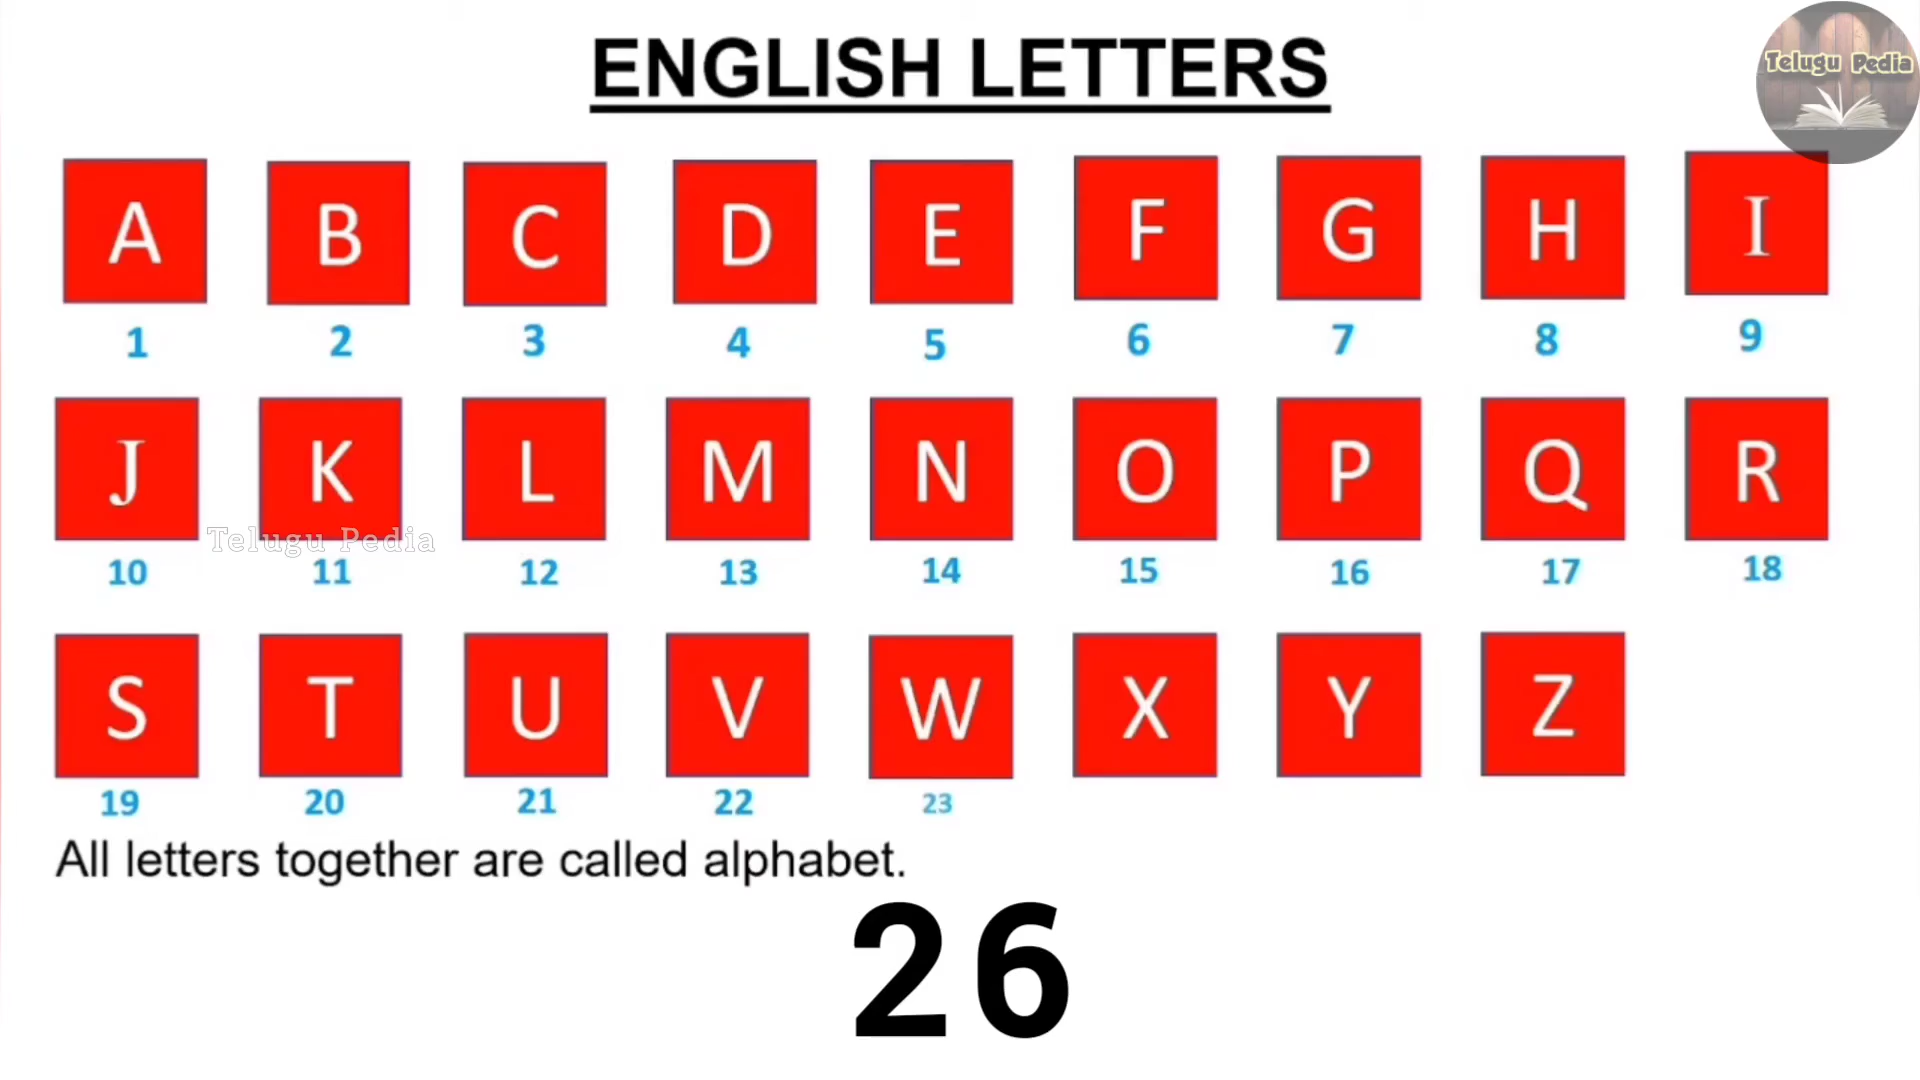 ENGLISH LETTERS
Telugu Pedia
A B C D E F G H I
1 2 3 4 5 6 7 8 9
J K L M N O P Q R
Telugu Pedia
10 11 12 13 14 15 16 17 18
S T U V W X Y Z
19 20 21 22 23
All letters together are called alphabet.
26